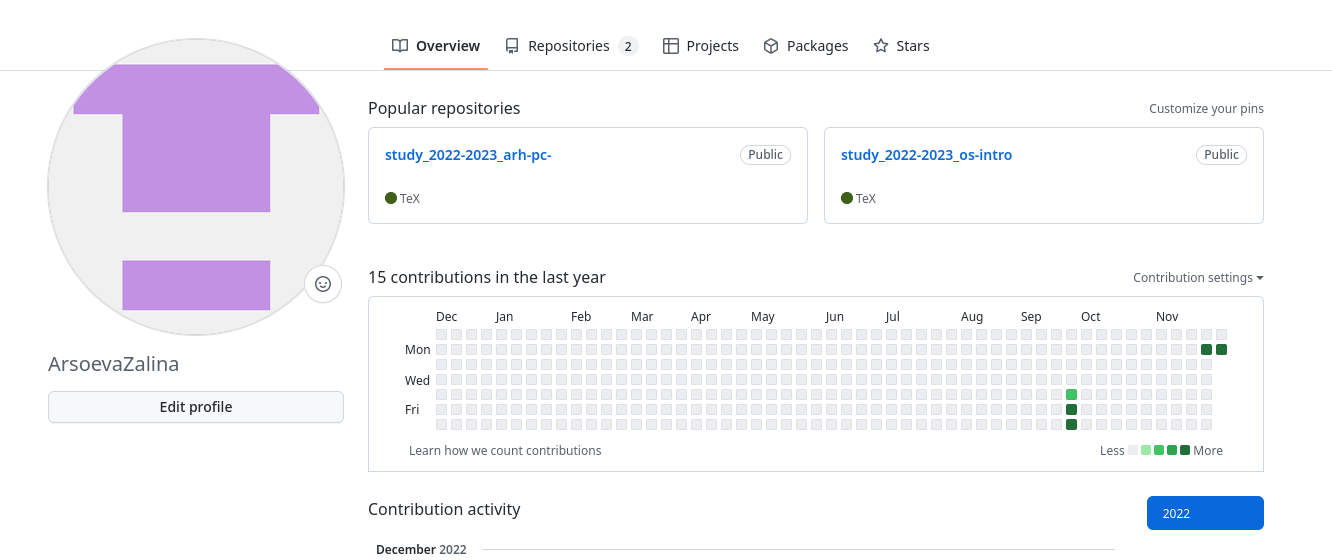 Overview Repositories 2 Projects Packages Stars
Popular repositories Customize your pins
study_2022-2023_arh-pc- Public
TeX
study_2022-2023_os-intro Public
TeX
ArsoevaZalina
Edit profile
15 contributions in the last year Contribution settings
Dec Jan Feb Mar Apr May Jun Jul Aug Sep Oct Nov
Mon
Wed
Fri
Learn how we count contributions Less More
Contribution activity 2022
December 2022